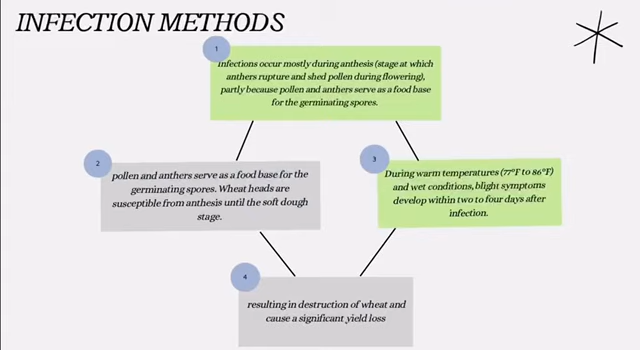 INFECTION METHODS
1
Infections occur mostly during anthesis (stage at which
anthers rupture and shed pollen during flowering),
partly because pollen and anthers serve as a food base
for the germinating spores.
2
pollen and anthers serve as a food base for the
germinating spores. Wheat heads are
susceptible from anthesis until the soft dough
stage.
3
During warm temperatures (77°F to 86°F)
and wet conditions, blight symptoms
develop within two to four days after
infection.
4
resulting in destruction of wheat and
cause a significant yield loss